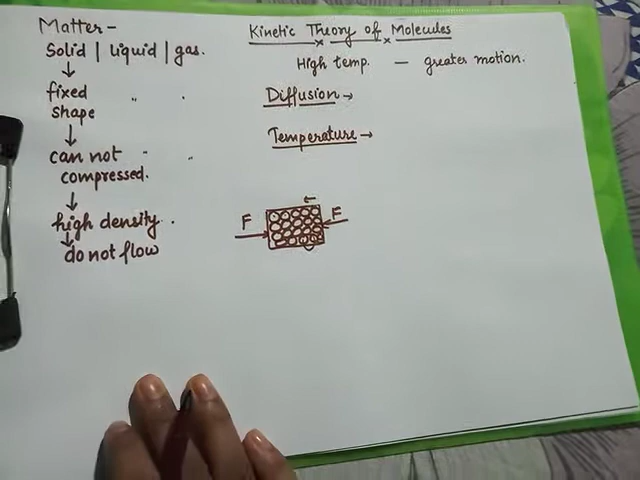 Matter-
Solid | liquid | gas.
fixed " .
shape
can not " "
compressed.
high density .
do not flow
Kinetic Theory of Molecules
High temp. — greater motion.
Diffusion →
Temperature →
F F